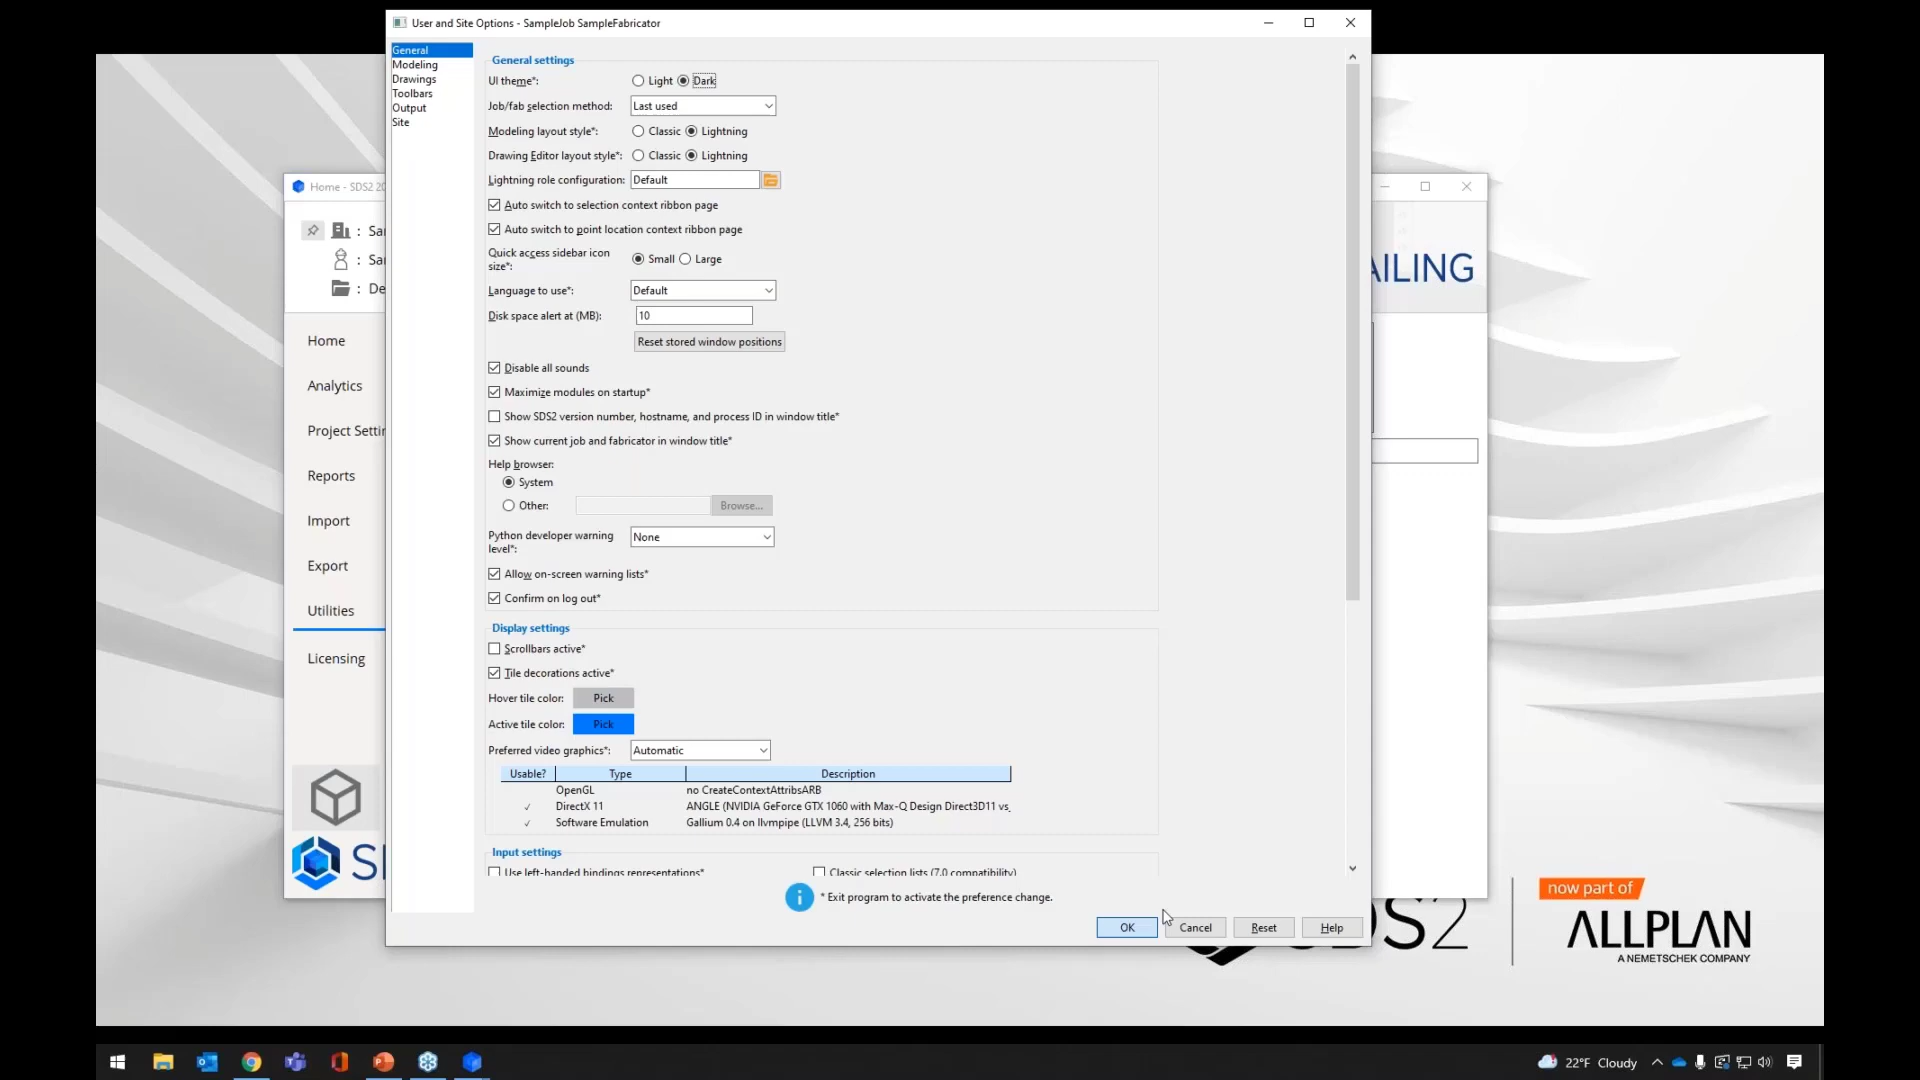 User and Site Options - SampleJob SampleFabricator
General
Modeling
Drawings
Toolbars
Output
Site
General settings
UI theme*: Light Dark
Job/fab selection method: Last used
Modeling layout style*: Classic Lightning
Drawing Editor layout style*: Classic Lightning
Lightning role configuration: Default
Auto switch to selection context ribbon page
Auto switch to point location context ribbon page
Quick access sidebar icon
size*: Small Large
Language to use*: Default
Disk space alert at (MB): 10
Reset stored window positions
Disable all sounds
Maximize modules on startup*
Show SDS2 version number, hostname, and process ID in window title*
Show current job and fabricator in window title*
Help browser:
System
Other: Browse...
Python developer warning
level*: None
Allow on-screen warning lists*
Confirm on log out*
Display settings
Scrollbars active*
Tile decorations active*
Hover tile color: Pick
Active tile color: Pick
Preferred video graphics*: Automatic
Usable? Type Description
OpenGL no CreateContextAttribsARB
✓ DirectX 11 ANGLE (NVIDIA GeForce GTX 1060 with Max-Q Design Direct3D11 vs_
✓ Software Emulation Gallium 0.4 on llvmpipe (LLVM 3.4, 256 bits)
Input settings
Use left-handed bindings representations* Classic selection lists (7.0 compatibility)
* Exit program to activate the preference change.
OK Cancel Reset Help
Home - SDS2 20
: Sa
: Sa
: De
Home
Analytics
Project Setti
Reports
Import
Export
Utilities
Licensing
AILING
SDS2
now part of
ALLPLAN
A NEMETSCHEK COMPANY
22°F Cloudy